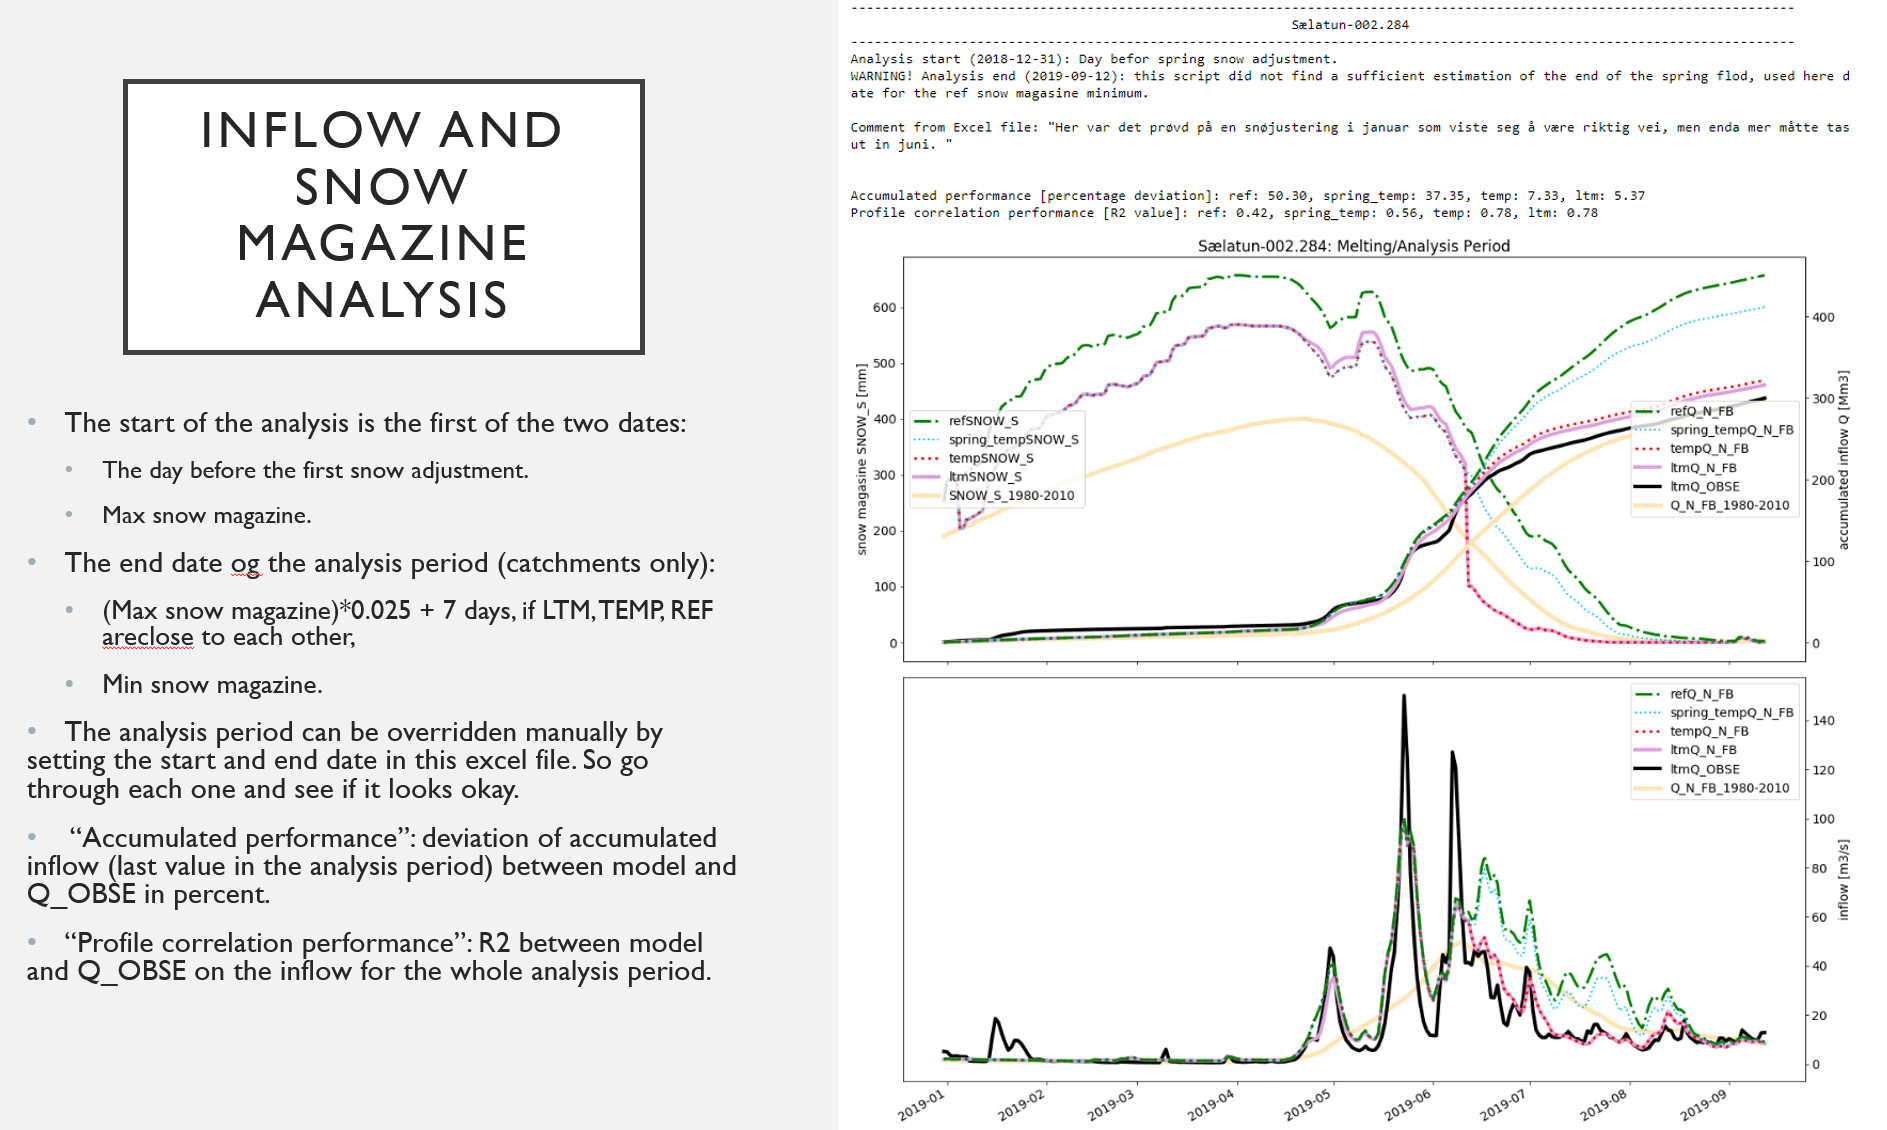 INFLOW AND
SNOW
MAGAZINE
ANALYSIS
• The start of the analysis is the first of the two dates:
• The day before the first snow adjustment.
• Max snow magazine.
• The end date og the analysis period (catchments only):
• (Max snow magazine)*0.025 + 7 days, if LTM, TEMP, REF
areclose to each other,
• Min snow magazine.
• The analysis period can be overridden manually by
setting the start and end date in this excel file. So go
through each one and see if it looks okay.
• “Accumulated performance”: deviation of accumulated
inflow (last value in the analysis period) between model and
Q_OBSE in percent.
• “Profile correlation performance”: R2 between model
and Q_OBSE on the inflow for the whole analysis period.
Sælatun-002.284
Analysis start (2018-12-31): Day befor spring snow adjustment.
WARNING! Analysis end (2019-09-12): this script did not find a sufficient estimation of the end of the spring flod, used here d
ate for the ref snow magasine minimum.
Comment from Excel file: "Her var det prøvd på en snøjustering i januar som viste seg å være riktig vei, men enda mer måtte tas
ut in juni. "
Accumulated performance [percentage deviation]: ref: 50.30, spring_temp: 37.35, temp: 7.33, ltm: 5.37
Profile correlation performance [R2 value]: ref: 0.42, spring_temp: 0.56, temp: 0.78, ltm: 0.78
Sælatun-002.284: Melting/Analysis Period
snow magasine SNOW_S [mm]
600
500
400
300
200
100
0
refSNOW_S
spring_tempSNOW_S
tempSNOW_S
ltmSNOW_S
SNOW_S_1980-2010
refQ_N_FB
spring_tempQ_N_FB
tempQ_N_FB
ltmQ_N_FB
ltmQ_OBSE
Q_N_FB_1980-2010
400
300
200
100
0
accumulated inflow Q [Mm3]
refQ_N_FB
spring_tempQ_N_FB
tempQ_N_FB
ltmQ_N_FB
ltmQ_OBSE
Q_N_FB_1980-2010
140
120
100
80
60
40
20
0
inflow [m3/s]
2019-01
2019-02
2019-03
2019-04
2019-05
2019-06
2019-07
2019-08
2019-09